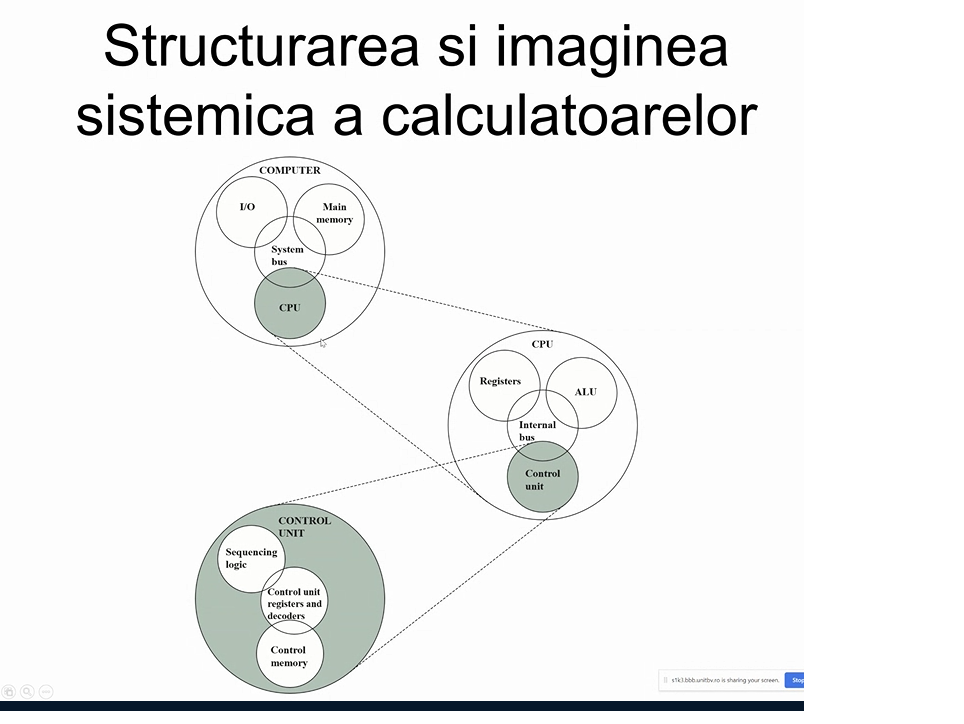 Structurarea si imaginea
sistemica a calculatoarelor
COMPUTER
I/O
Main
memory
System
bus
CPU
CPU
Registers
ALU
Internal
bus
Control
unit
CONTROL
UNIT
Sequencing
logic
Control unit
registers and
decoders
Control
memory
s1k3.bbb.unitbv.ro is sharing your screen.
Stop